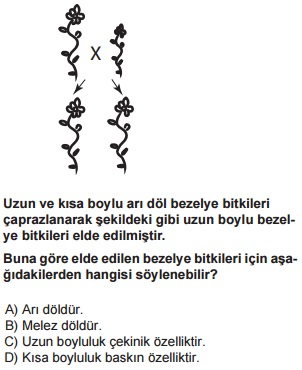 X
Uzun ve kısa boylu arı döl bezelye bitkileri
çaprazlanarak şekildeki gibi uzun boylu bezel-
ye bitkileri elde edilmiştir.
Buna göre elde edilen bezelye bitkileri için aşa-
ğıdakilerden hangisi söylenebilir?
A) Arı döldür.
B) Melez döldür.
C) Uzun boyluluk çekinik özelliktir.
D) Kısa boyluluk baskın özelliktir.